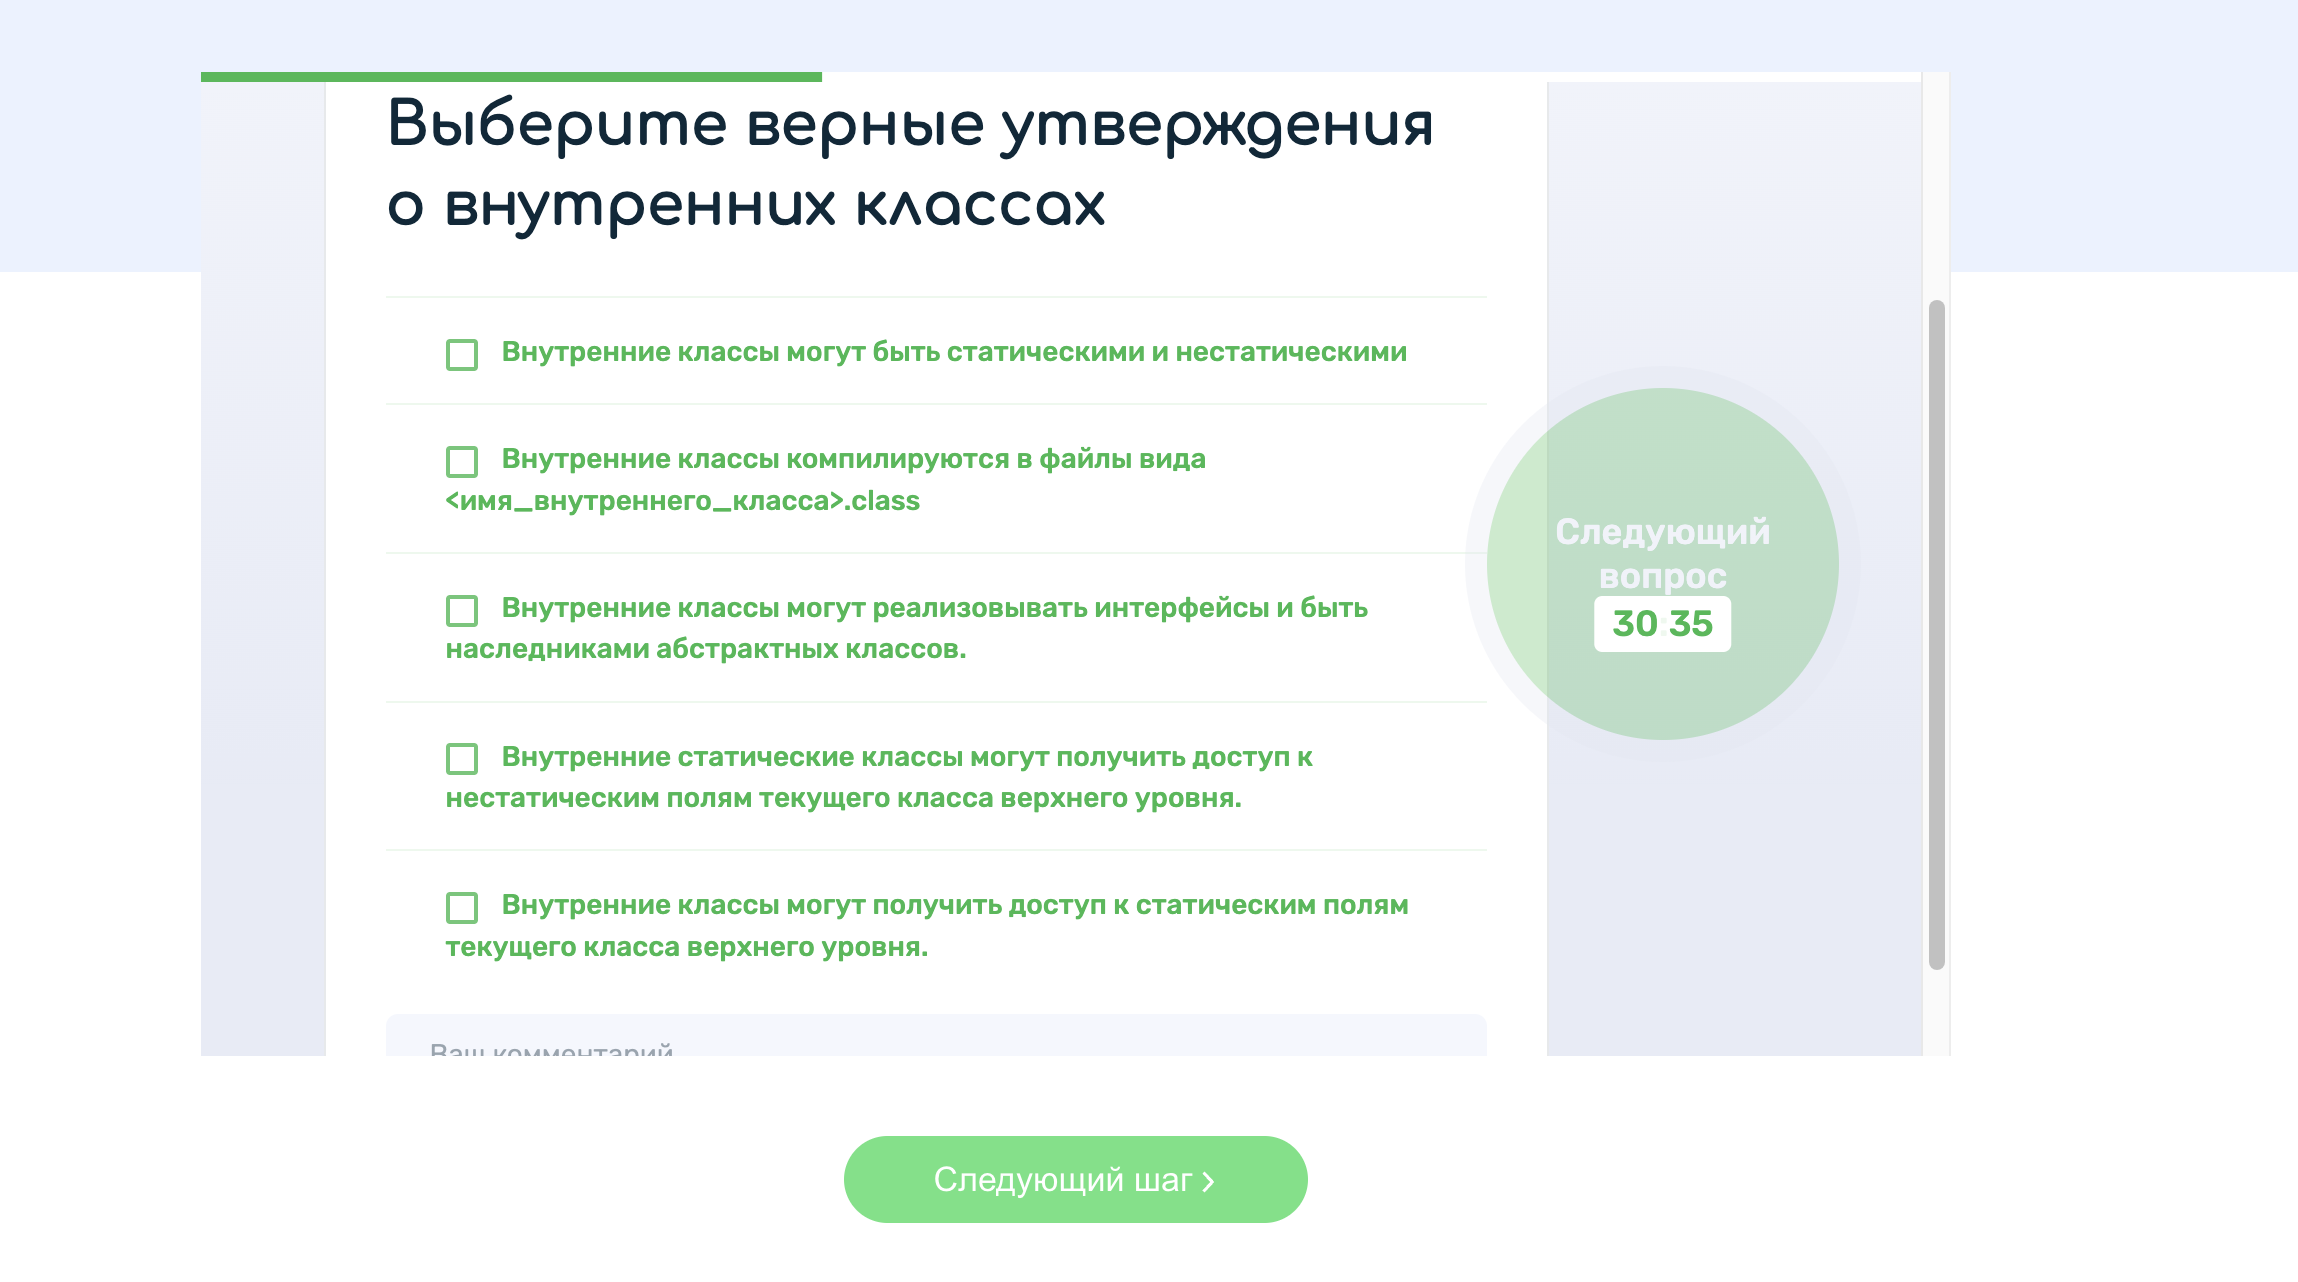 Выберите верные утверждения
о внутренних классах
Внутренние классы могут быть статическими и нестатическими
Внутренние классы компилируются в файлы вида
<имя_внутреннего_класса>.class
Внутренние классы могут реализовывать интерфейсы и быть
наследниками абстрактных классов.
Внутренние статические классы могут получить доступ к
нестатическим полям текущего класса верхнего уровня.
Внутренние классы могут получить доступ к статическим полям
текущего класса верхнего уровня.
Ваш комментарий
Следующий
вопрос
30:35
Следующий шаг >